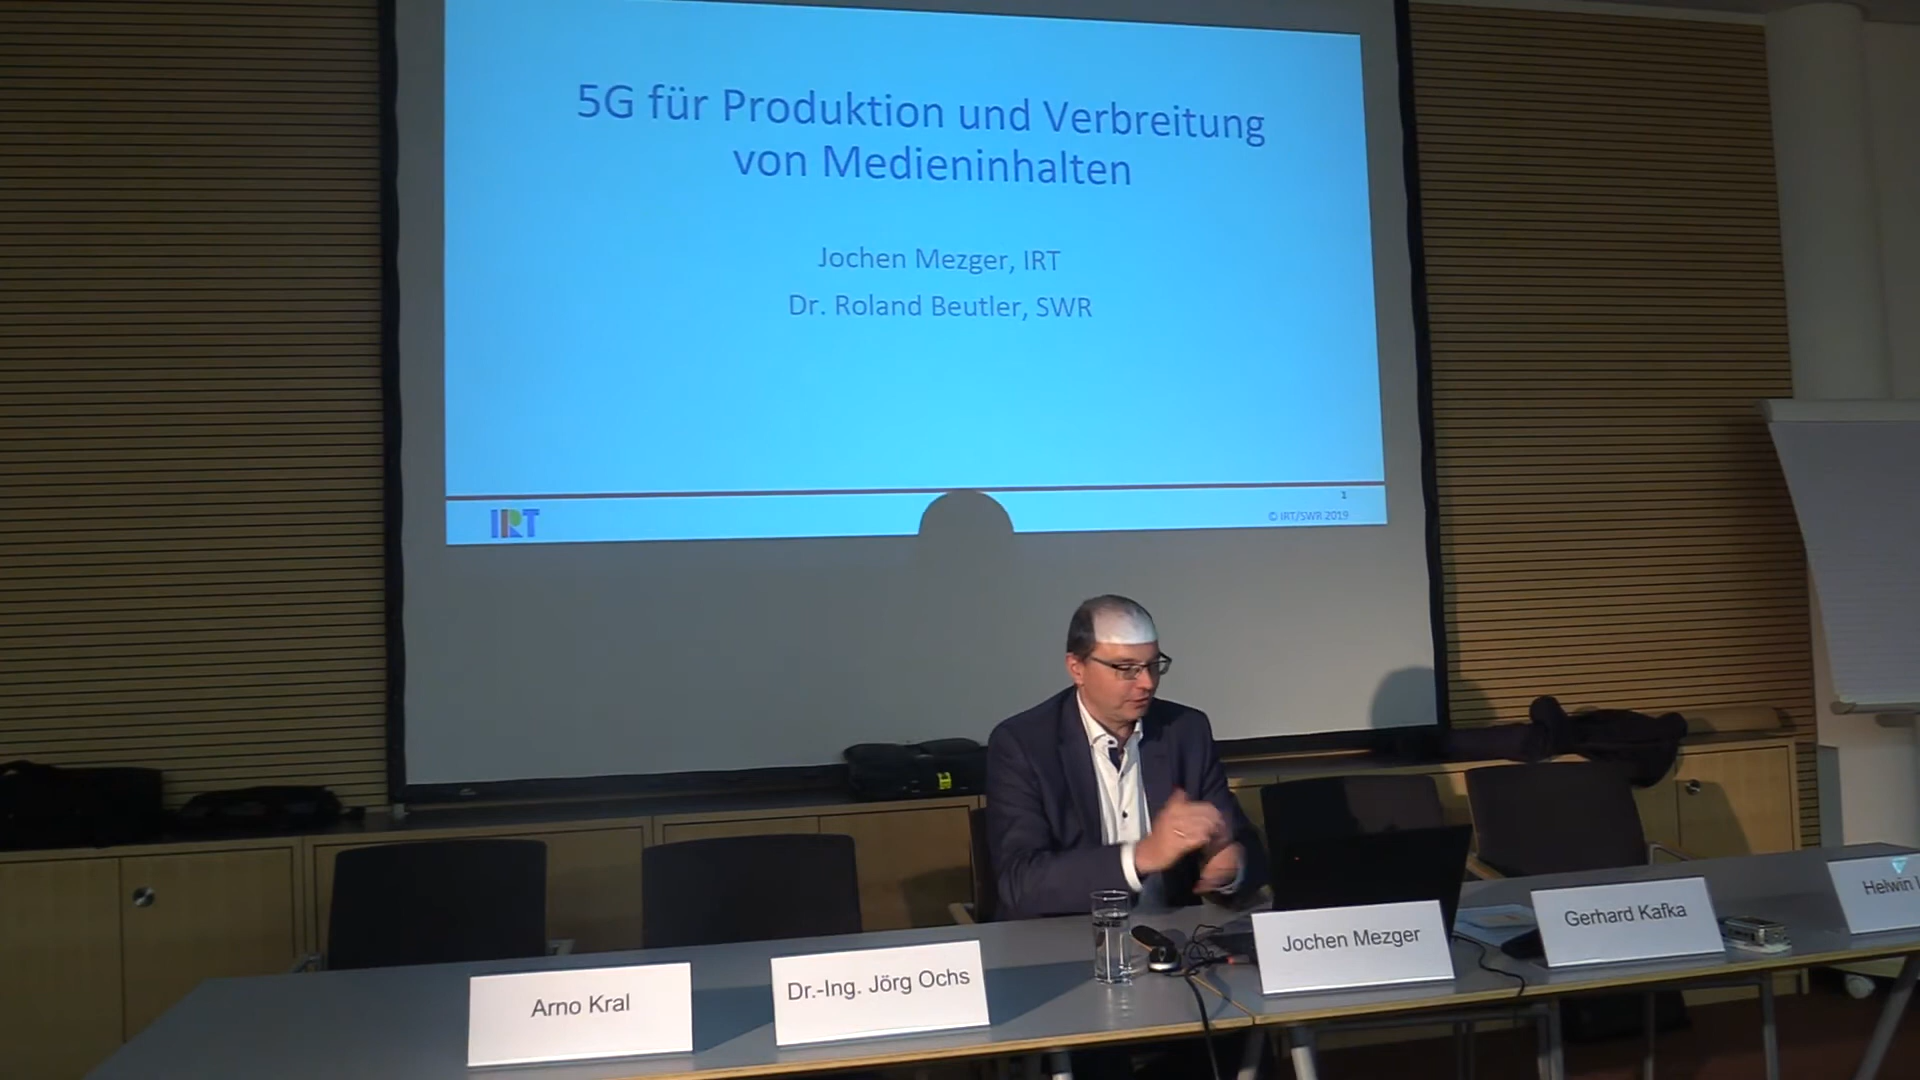 5G für Produktion und Verbreitung
von Medieninhalten
Jochen Mezger, IRT
Dr. Roland Beutler, SWR
1
IRT
© IRT/SWR 2019
Arno Kral
Dr.-Ing. Jörg Ochs
Jochen Mezger
Gerhard Kafka
Helwin